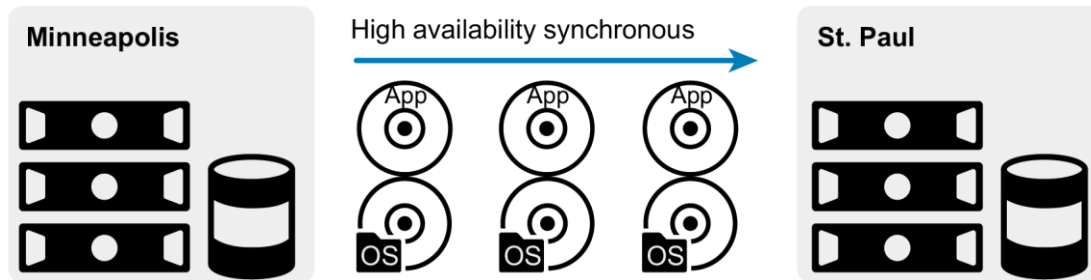 Minneapolis
High availability synchronous
St. Paul
App
App
App
OS
OS
OS